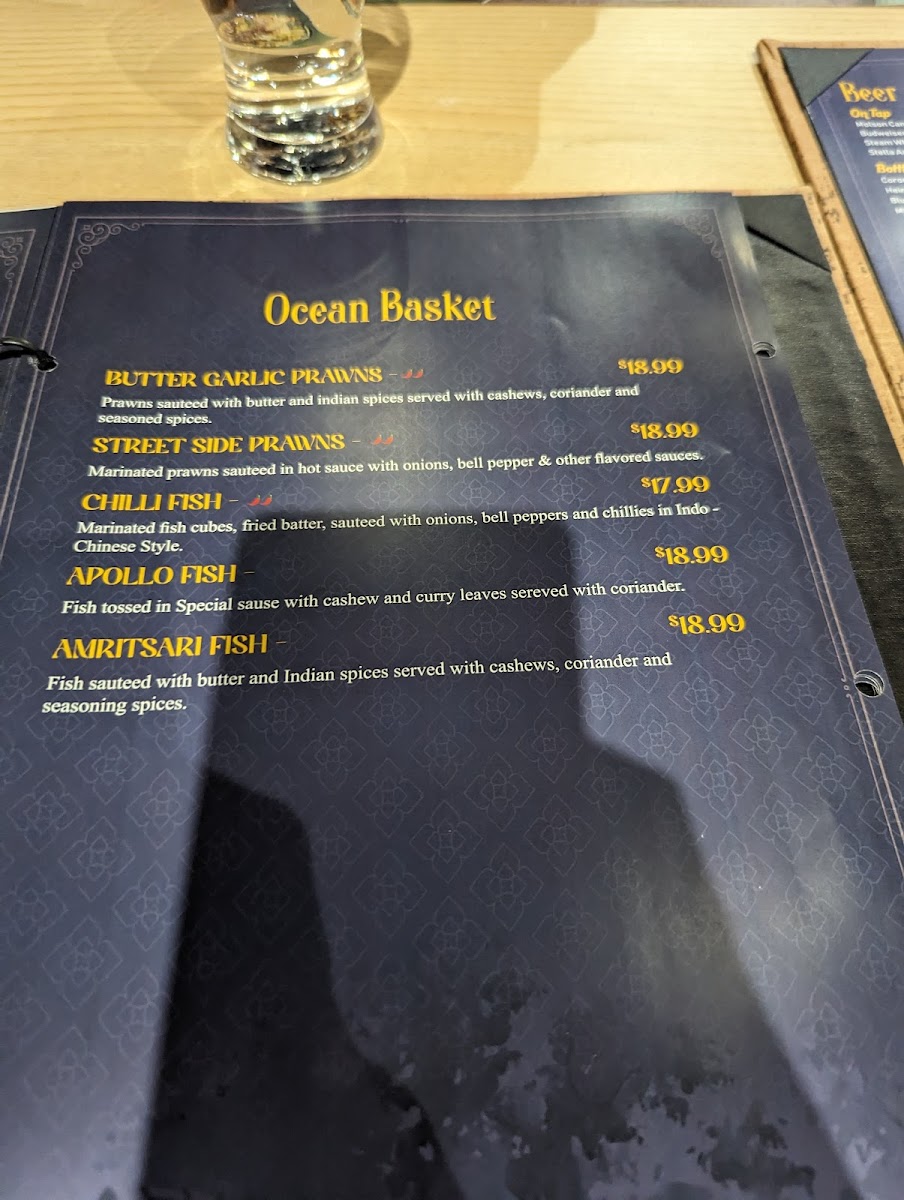 Ocean Basket
BUTTER GARLIC PRAWNS - $18.99
Prawns sauteed with butter and indian spices served with cashews, coriander and
seasoned spices.
STREET SIDE PRAWNS - $18.99
Marinated prawns sauteed in hot sauce with onions, bell pepper & other flavored sauces.
CHILLI FISH - $17.99
Marinated fish cubes, fried batter, sauteed with onions, bell peppers and chillies in Indo -
Chinese Style.
APOLLO FISH - $18.99
Fish tossed in Special sause with cashew and curry leaves sereved with coriander.
AMRITSARI FISH - $18.99
Fish sauteed with butter and Indian spices served with cashews, coriander and
seasoning spices.
Beer
On Tap